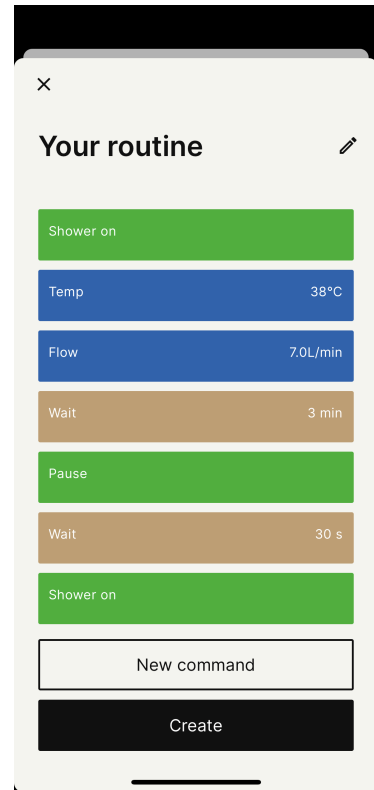 Your routine
Shower on
Temp 38°C
Flow 7.0L/min
Wait 3 min
Pause
Wait 30 s
Shower on
New command
Create